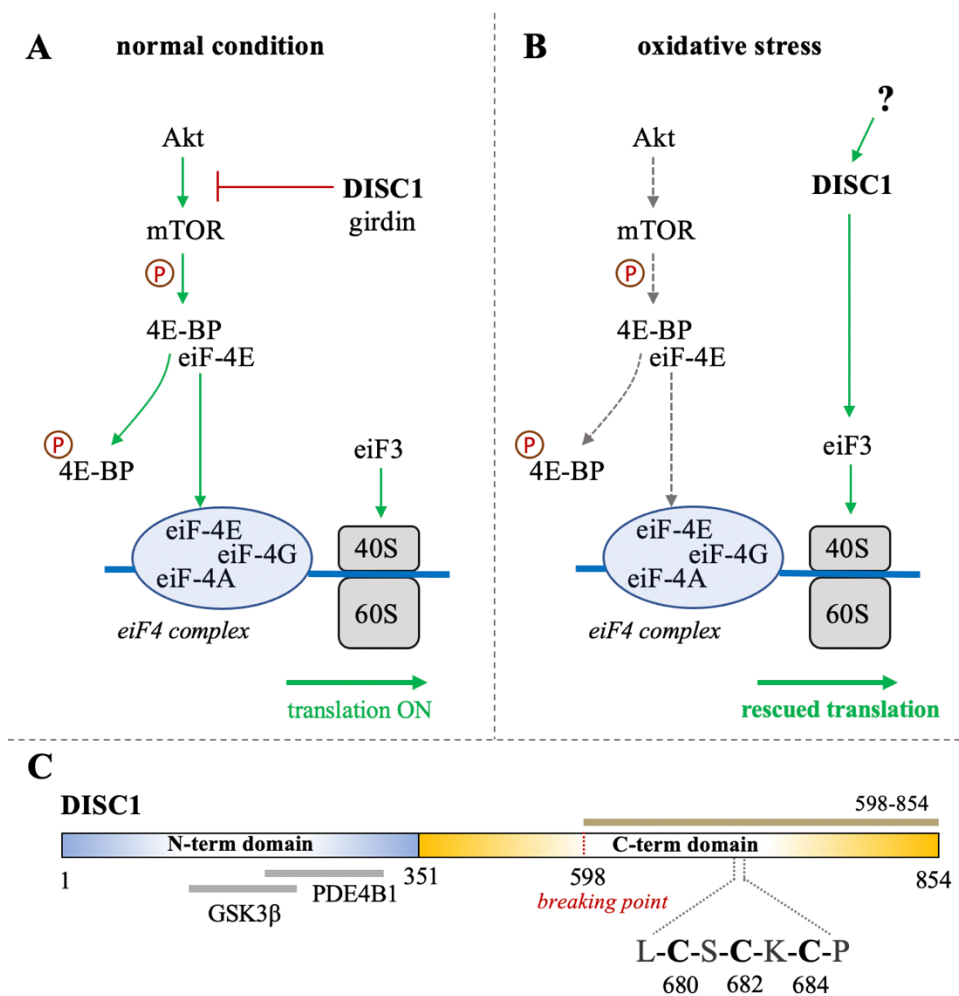 A
normal condition
Akt
DISC1
girdin
mTOR
P
4E-BP
eiF-4E
P
4E-BP
eiF3
eiF-4E
eiF-4G
eiF-4A
40S
60S
eiF4 complex
translation ON
B
oxidative stress
?
Akt
DISC1
mTOR
P
4E-BP
eiF-4E
P
4E-BP
eiF3
eiF-4E
eiF-4G
eiF-4A
40S
60S
eiF4 complex
rescued translation
C
DISC1
598-854
N-term domain
C-term domain
1
351
598
854
PDE4B1
GSK3β
breaking point
L-C-S-C-K-C-P
680 682 684